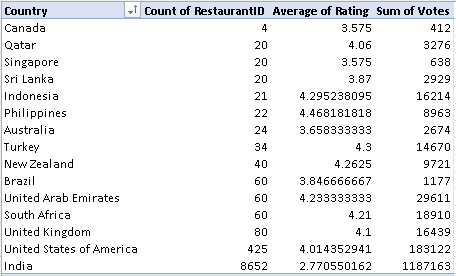 Country Count of RestaurantID Average of Rating Sum of Votes
Canada 4 3.575 412
Qatar 20 4.06 3276
Singapore 20 3.575 638
Sri Lanka 20 3.87 2929
Indonesia 21 4.295238095 16214
Philippines 22 4.468181818 8963
Australia 24 3.658333333 2674
Turkey 34 4.3 14670
New Zealand 40 4.2625 9721
Brazil 60 3.846666667 1177
United Arab Emirates 60 4.233333333 29611
South Africa 60 4.21 18910
United Kingdom 80 4.1 16439
United States of America 425 4.014352941 183122
India 8652 2.770550162 1187163